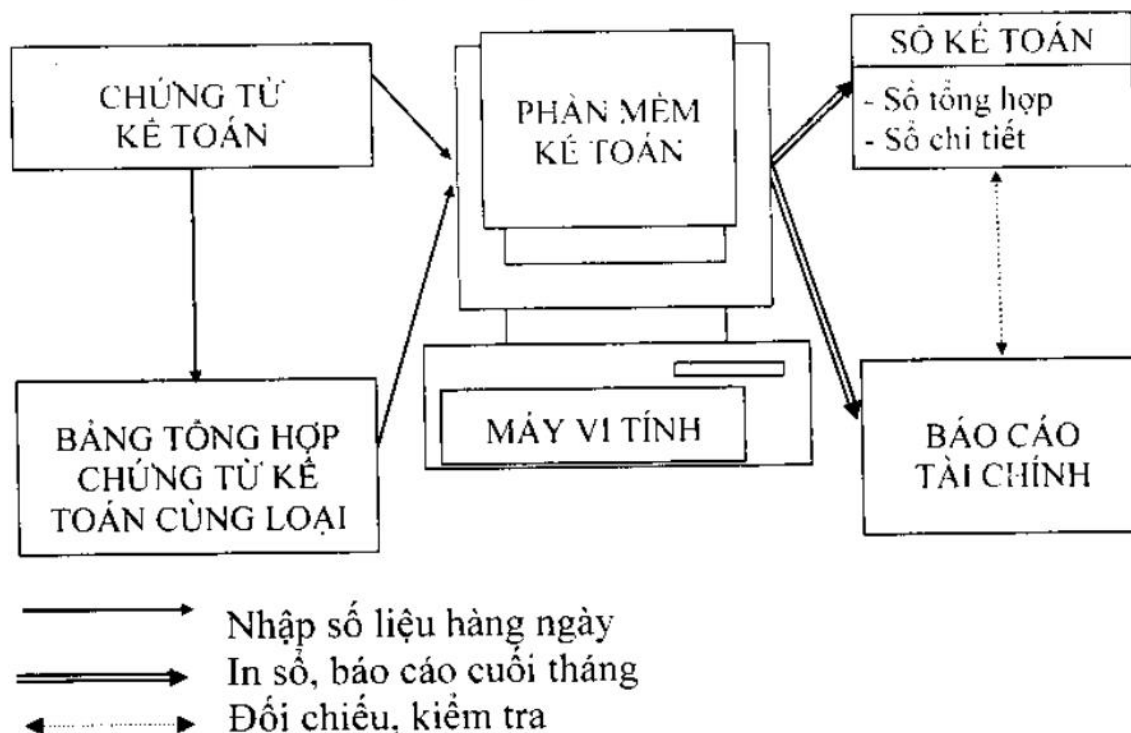 CHỨNG TỪ
KẾ TOÁN
PHẦN MỀM
KẾ TOÁN
SỔ KẾ TOÁN
- Sổ tổng hợp
- Sổ chi tiết
BẢNG TỔNG HỢP
CHỨNG TỪ KẾ
TOÁN CÙNG LOẠI
MÁY VI TÍNH
BÁO CÁO
TÀI CHÍNH
Nhập số liệu hàng ngày
In sổ, báo cáo cuối tháng
Đối chiếu, kiểm tra